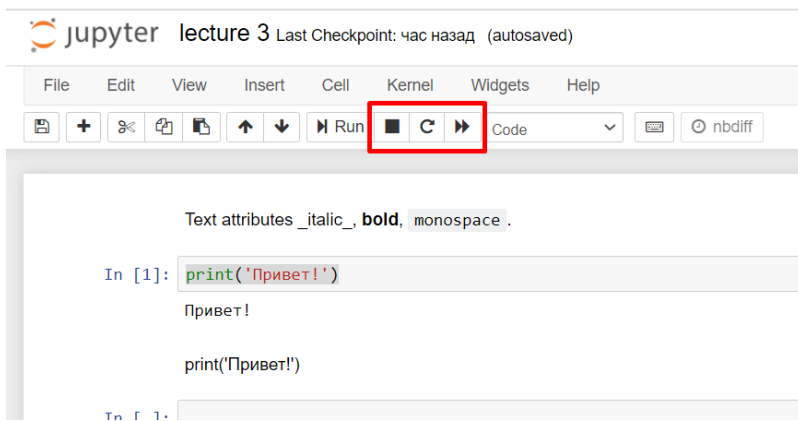 jupyter lecture 3 Last Checkpoint: час назад (autosaved)
File Edit View Insert Cell Kernel Widgets Help
Run Code nbdiff
Text attributes _italic_, bold, monospace .
In [1]: print('Привет!')
Привет!
print('Привет!')
In [ ]: